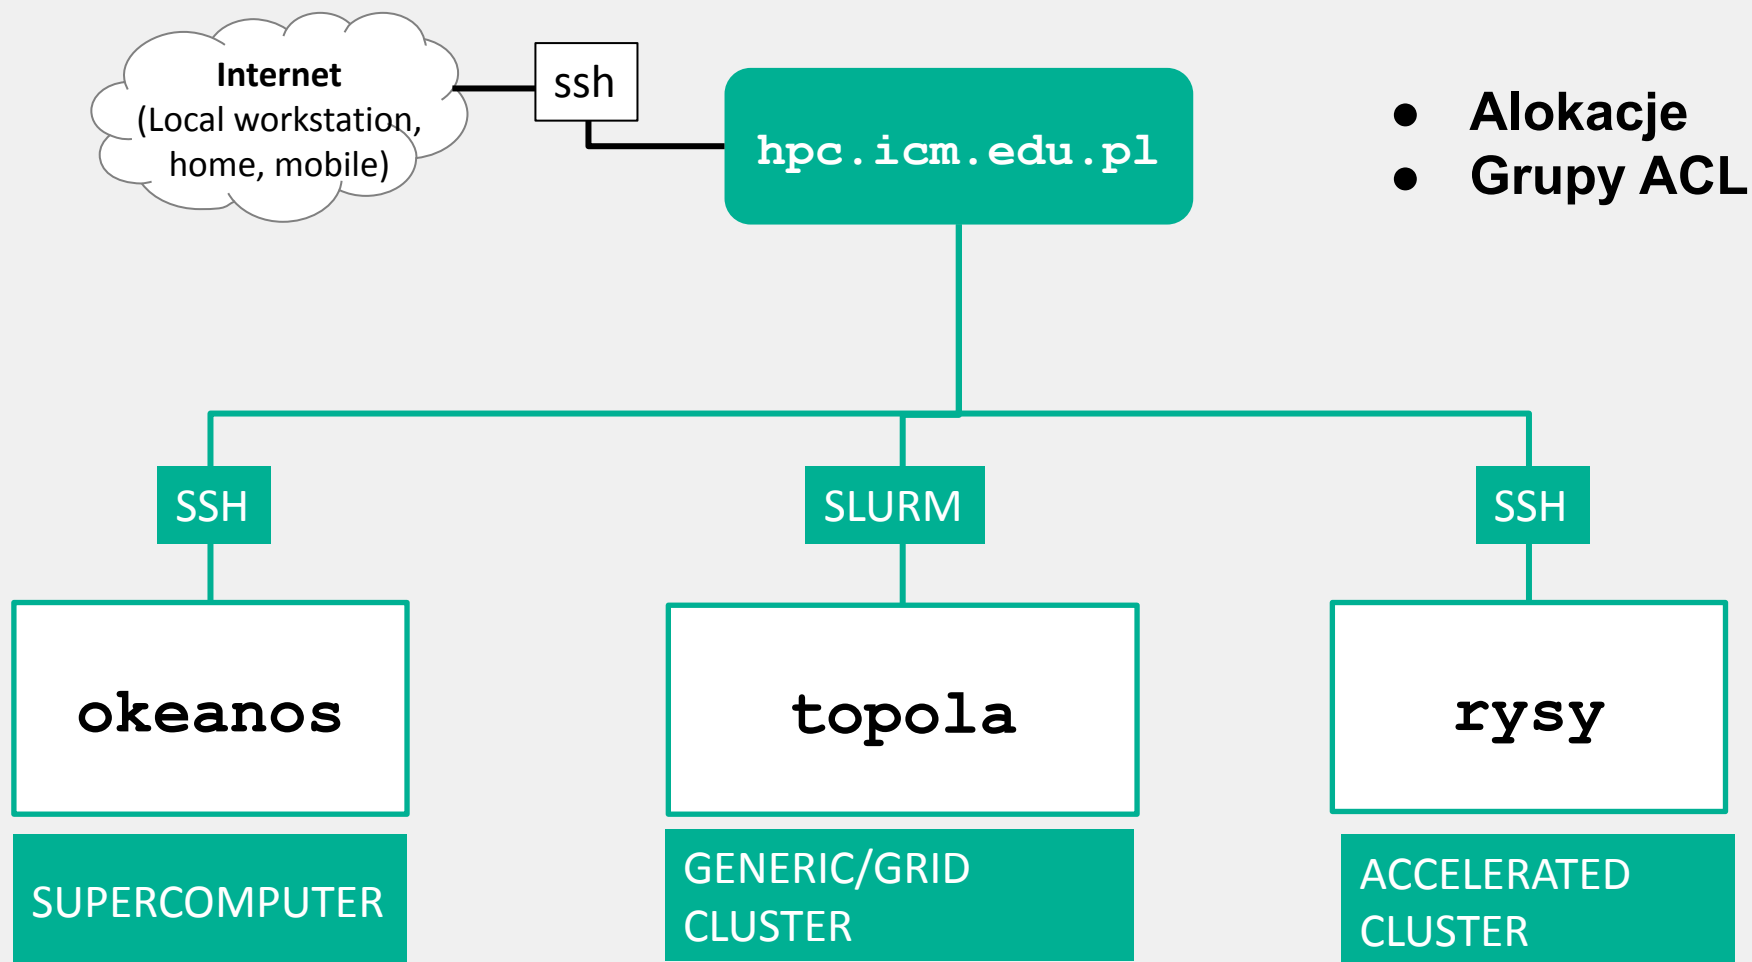 Internet
(Local workstation,
home, mobile)
ssh
hpc.icm.edu.pl
● Alokacje
● Grupy ACL
SSH
SLURM
SSH
okeanos
topola
rysy
SUPERCOMPUTER
GENERIC/GRID
CLUSTER
ACCELERATED
CLUSTER